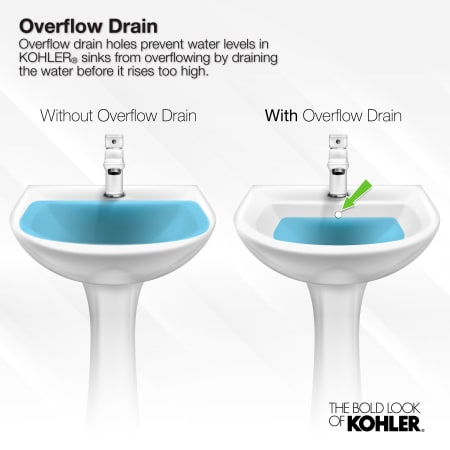 Overflow Drain
Overflow drain holes prevent water levels in
KOHLER® sinks from overflowing by draining
the water before it rises too high.
Without Overflow Drain
With Overflow Drain
THE BOLD LOOK
OF KOHLER®